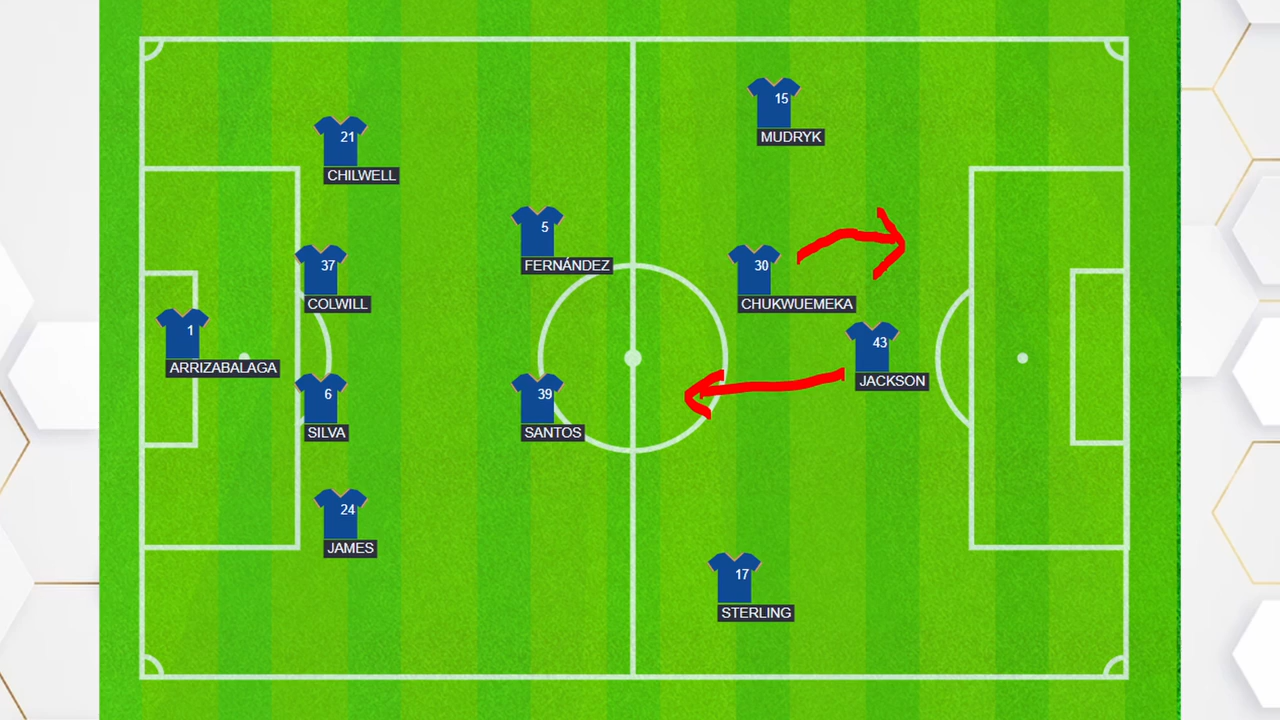 15
MUDRYK
21
CHILWELL
5
FERNÁNDEZ
37
COLWILL
30
CHUKWUEMEKA
1
ARRIZABALAGA
43
JACKSON
6
SILVA
39
SANTOS
24
JAMES
17
STERLING